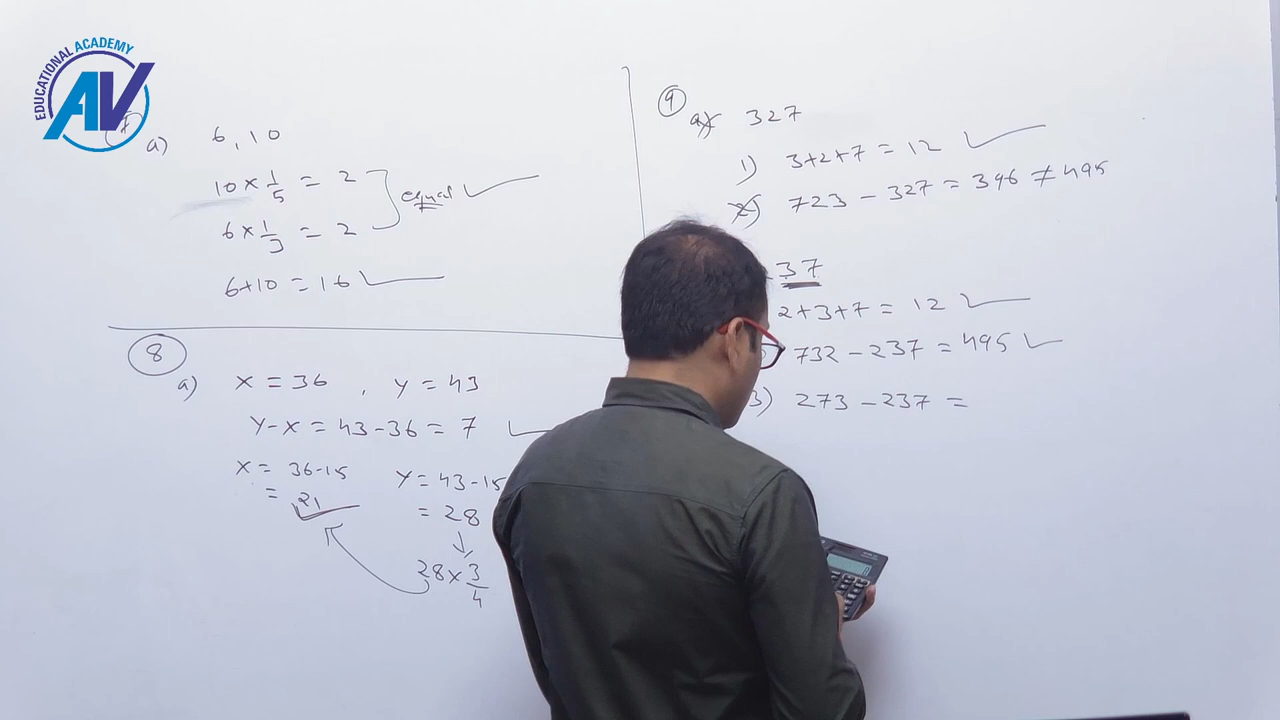 EDUCATIONAL ACADEMY
AV
7
a) 6, 10
10 × 1/5 = 2
6 × 1/3 = 2
equal
6+10 = 16
8
a) x = 36 , y = 43
y-x = 43-36 = 7
x = 36-15
= 21
y = 43-15
= 28
28 × 3/4
9
a) 327
1) 3+2+7 = 12
2) 723 - 327 = 396 ≠ 495
37
2+3+7 = 12
732 - 237 = 495
3) 273 - 237 =